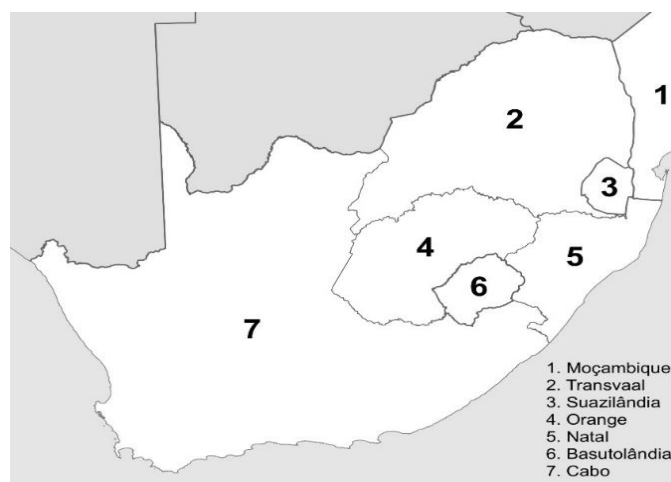 1
2
3
4
5
6
7
1. Moçambique
2. Transvaal
3. Suazilândia
4. Orange
5. Natal
6. Basutolândia
7. Cabo